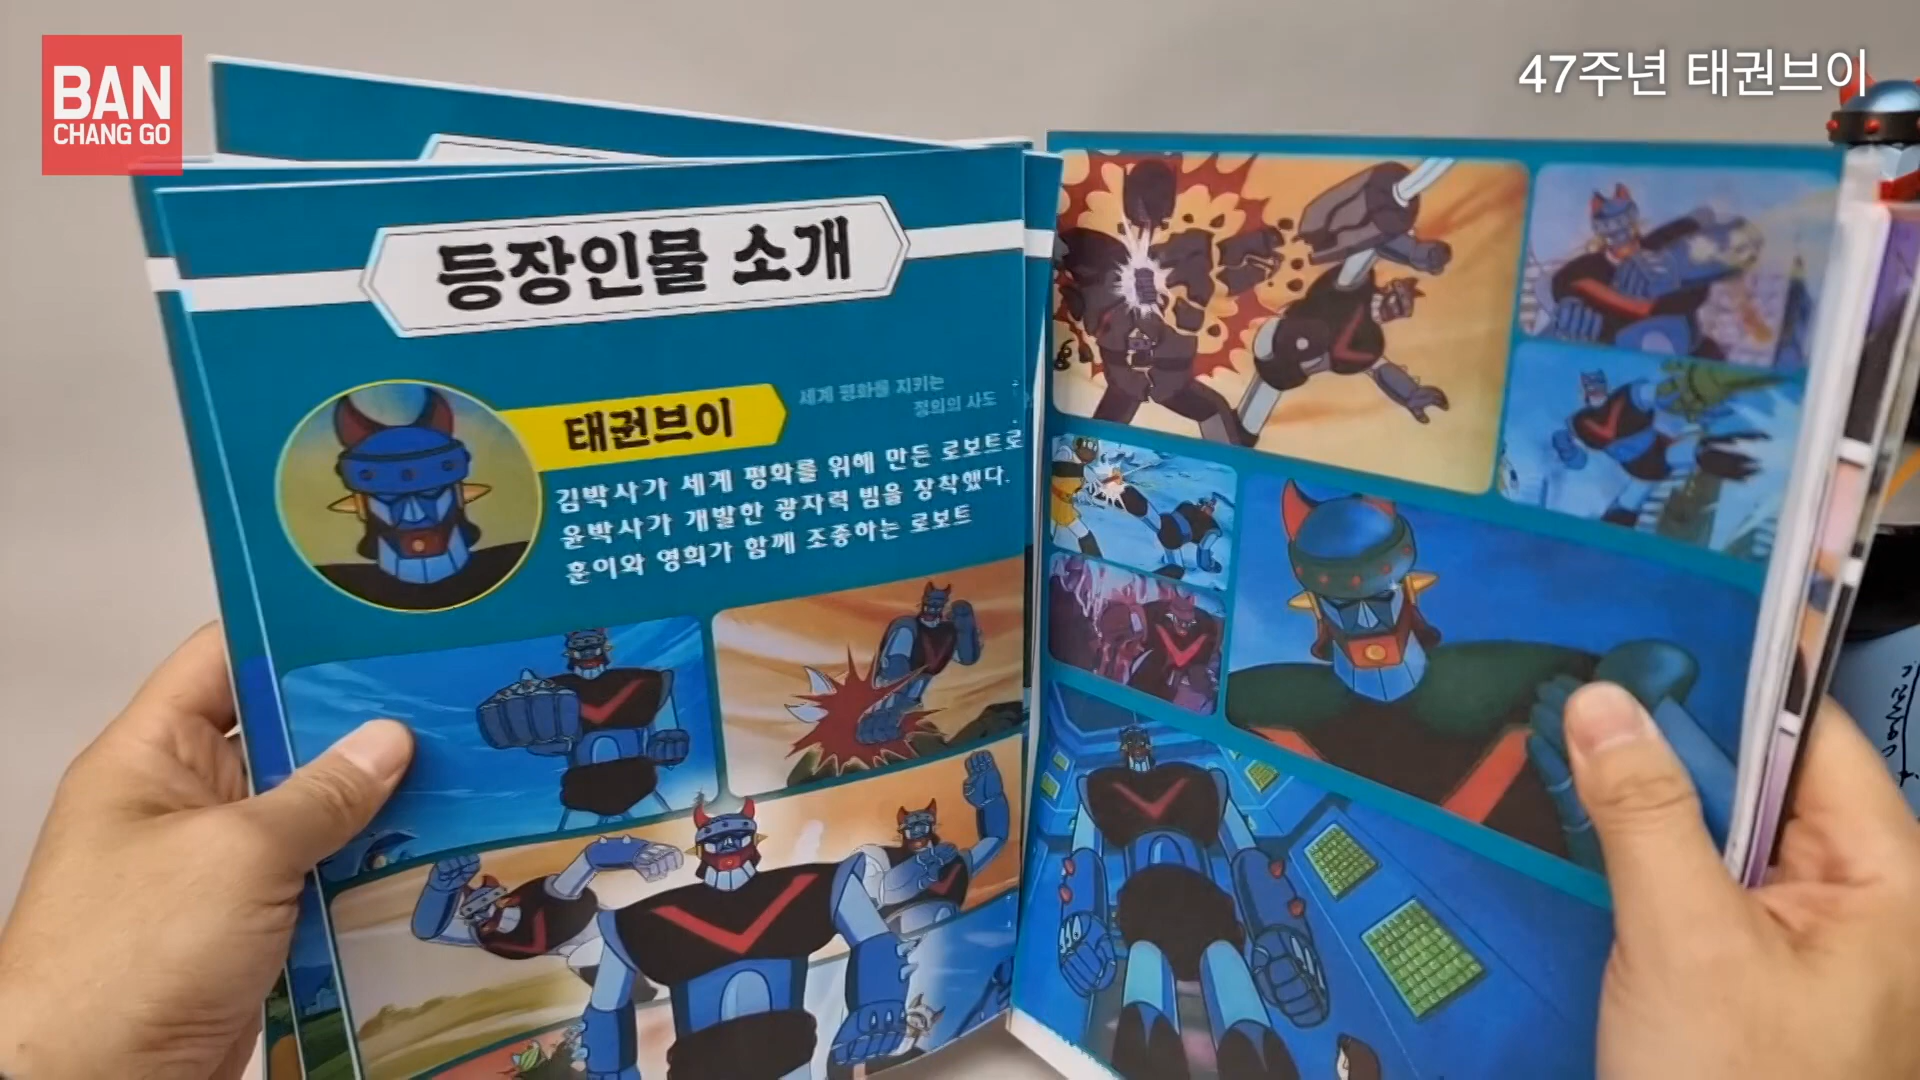 BAN
CHANG GO
47주년 태권브이
등장인물 소개
태권브이
세계 평화를 지키는
정의의 사도
김박사가 세계 평화를 위해 만든 로보트로
윤박사가 개발한 광자력 빔을 장착했다.
훈이와 영희가 함께 조종하는 로보트